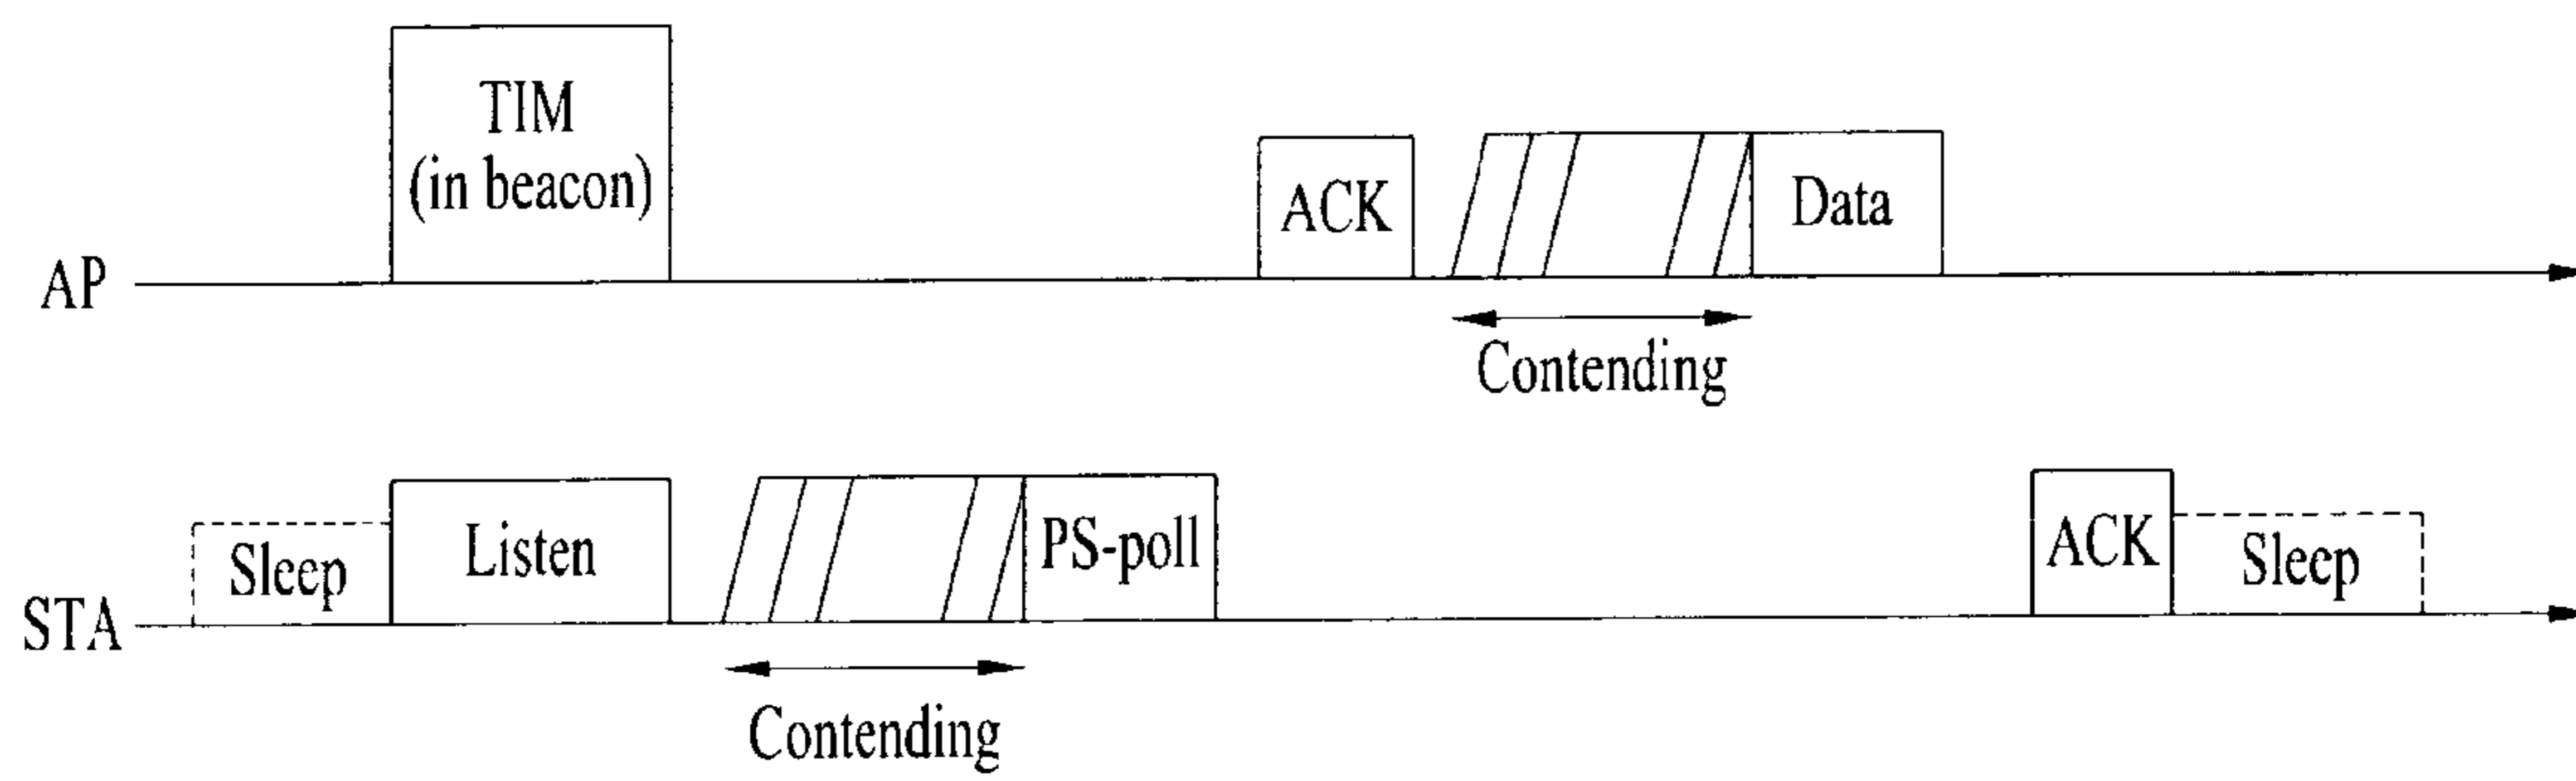 TIM
(in beacon)
ACK
Data
AP
Contending
Sleep
Listen
PS-poll
ACK
Sleep
STA
Contending